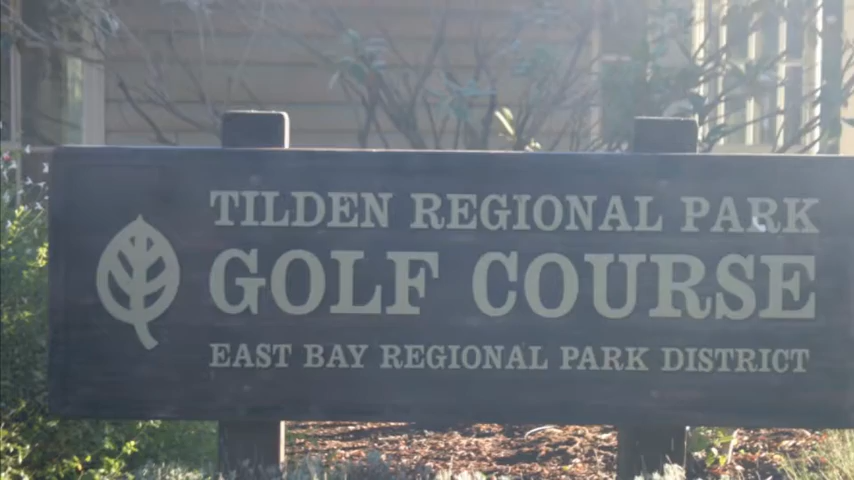 TILDEN REGIONAL PARK
GOLF COURSE
EAST BAY REGIONAL PARK DISTRICT